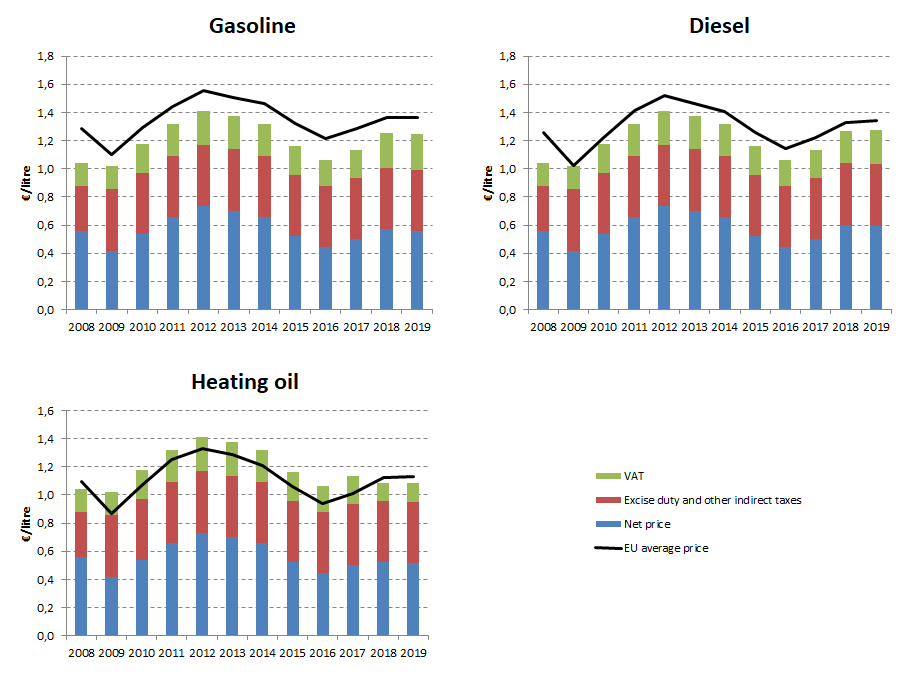 Gasoline
€/litre
1,8
1,6
1,4
1,2
1,0
0,8
0,6
0,4
0,2
0,0
2008 2009 2010 2011 2012 2013 2014 2015 2016 2017 2018 2019
Diesel
€/litre
1,8
1,6
1,4
1,2
1,0
0,8
0,6
0,4
0,2
0,0
2008 2009 2010 2011 2012 2013 2014 2015 2016 2017 2018 2019
Heating oil
€/litre
1,6
1,4
1,2
1,0
0,8
0,6
0,4
0,2
0,0
2008 2009 2010 2011 2012 2013 2014 2015 2016 2017 2018 2019
VAT
Excise duty and other indirect taxes
Net price
EU average price